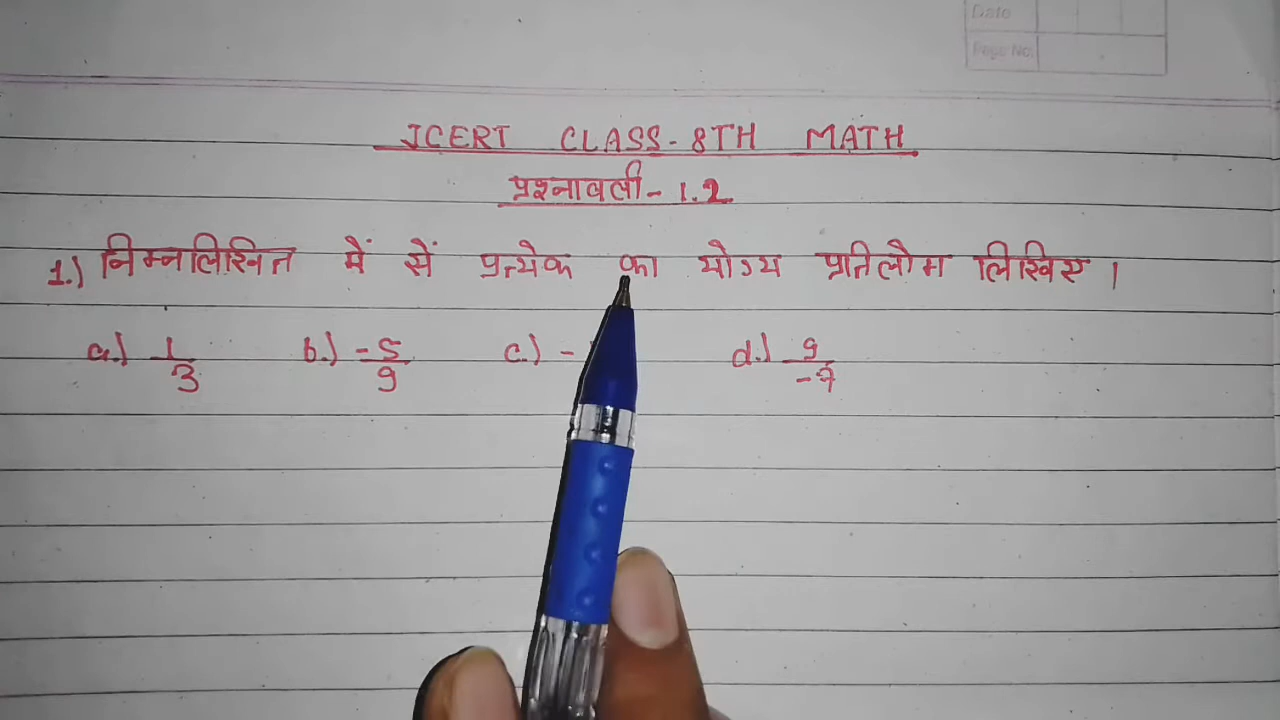 Date
Page No.
JCERT CLASS-8TH MATH
प्रश्नावली-1.2
1.) निम्नलिखित में सें प्रत्येक का योज्य प्रतिलोम लिखिए ।
a.) 1/3 b.) -5/9 c.) - d.) 9/-7